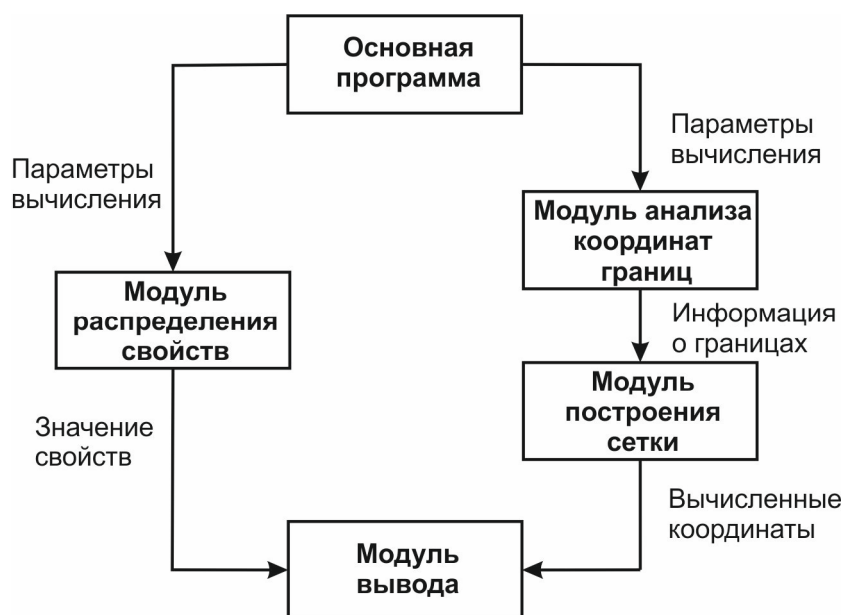 Основная
программа
Параметры
вычисления
Параметры
вычисления
Модуль анализа
координат
границ
Модуль
распределения
свойств
Информация
о границах
Модуль
построения
сетки
Значение
свойств
Вычисленные
координаты
Модуль
вывода